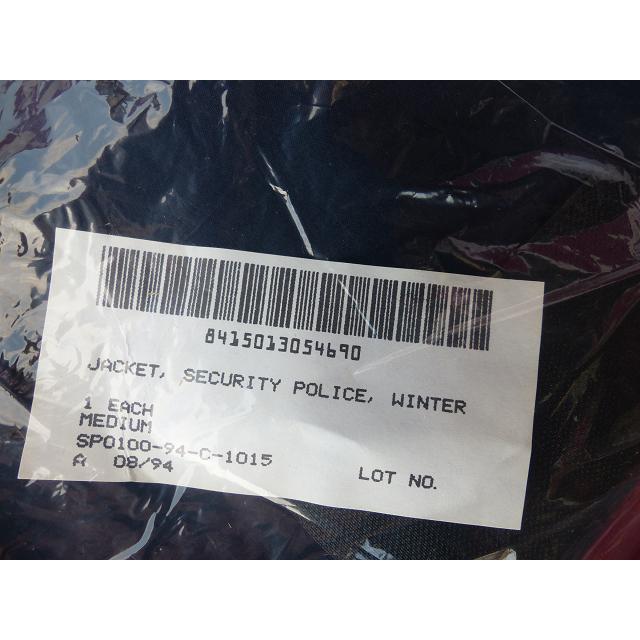 8415013054690
JACKET, SECURITY POLICE, WINTER
1 EACH
MEDIUM
SP0100-94-C-1015
A 08/94 LOT NO.